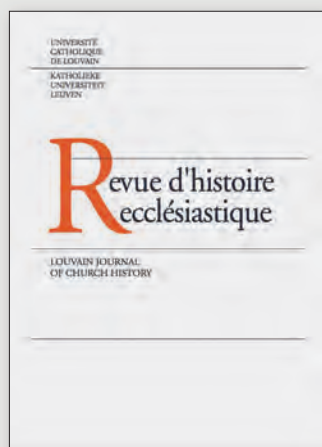 UNIVERSITÉ
CATHOLIQUE
DE LOUVAIN
KATHOLIEKE
UNIVERSITEIT
LEUVEN
Revue d'histoire
ecclésiastique
LOUVAIN JOURNAL
OF CHURCH HISTORY